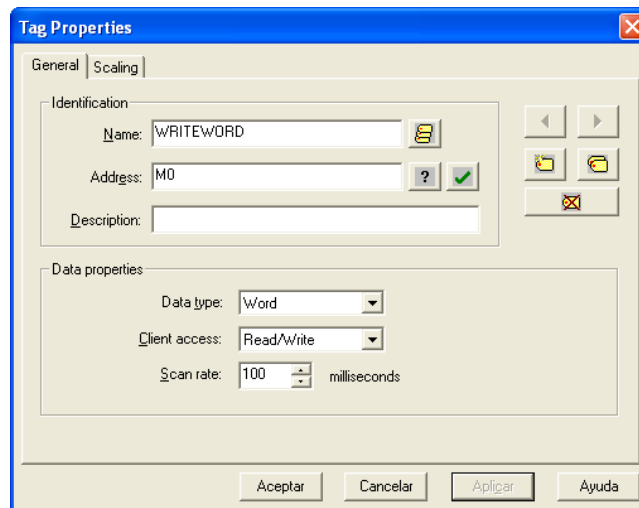 Tag Properties
General
Scaling
Identification
Name: WRITEWORD
Address: M0 ?
Description:
Data properties
Data type: Word
Client access: Read/Write
Scan rate: 100 milliseconds
Aceptar Cancelar Aplicar Ayuda